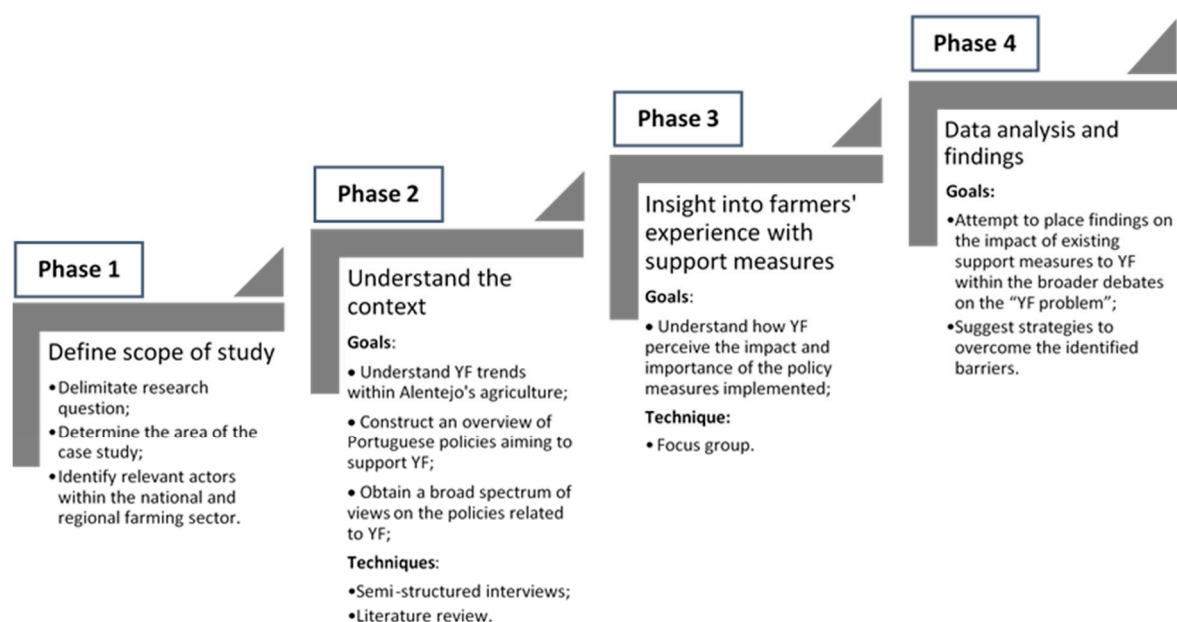 Phase 1
Define scope of study
•Delimitate research
question;
•Determine the area of the
case study;
•Identify relevant actors
within the national and
regional farming sector.
Phase 2
Understand the
context
Goals:
• Understand YF trends
within Alentejo's agriculture;
• Construct an overview of
Portuguese policies aiming to
support YF;
• Obtain a broad spectrum of
views on the policies related
to YF;
Techniques:
•Semi-structured interviews;
•Literature review.
Phase 3
Insight into farmers'
experience with
support measures
Goals:
• Understand how YF
perceive the impact and
importance of the policy
measures implemented;
Technique:
• Focus group.
Phase 4
Data analysis and
findings
Goals:
•Attempt to place findings on
the impact of existing
support measures to YF
within the broader debates
on the “YF problem”;
•Suggest strategies to
overcome the identified
barriers.